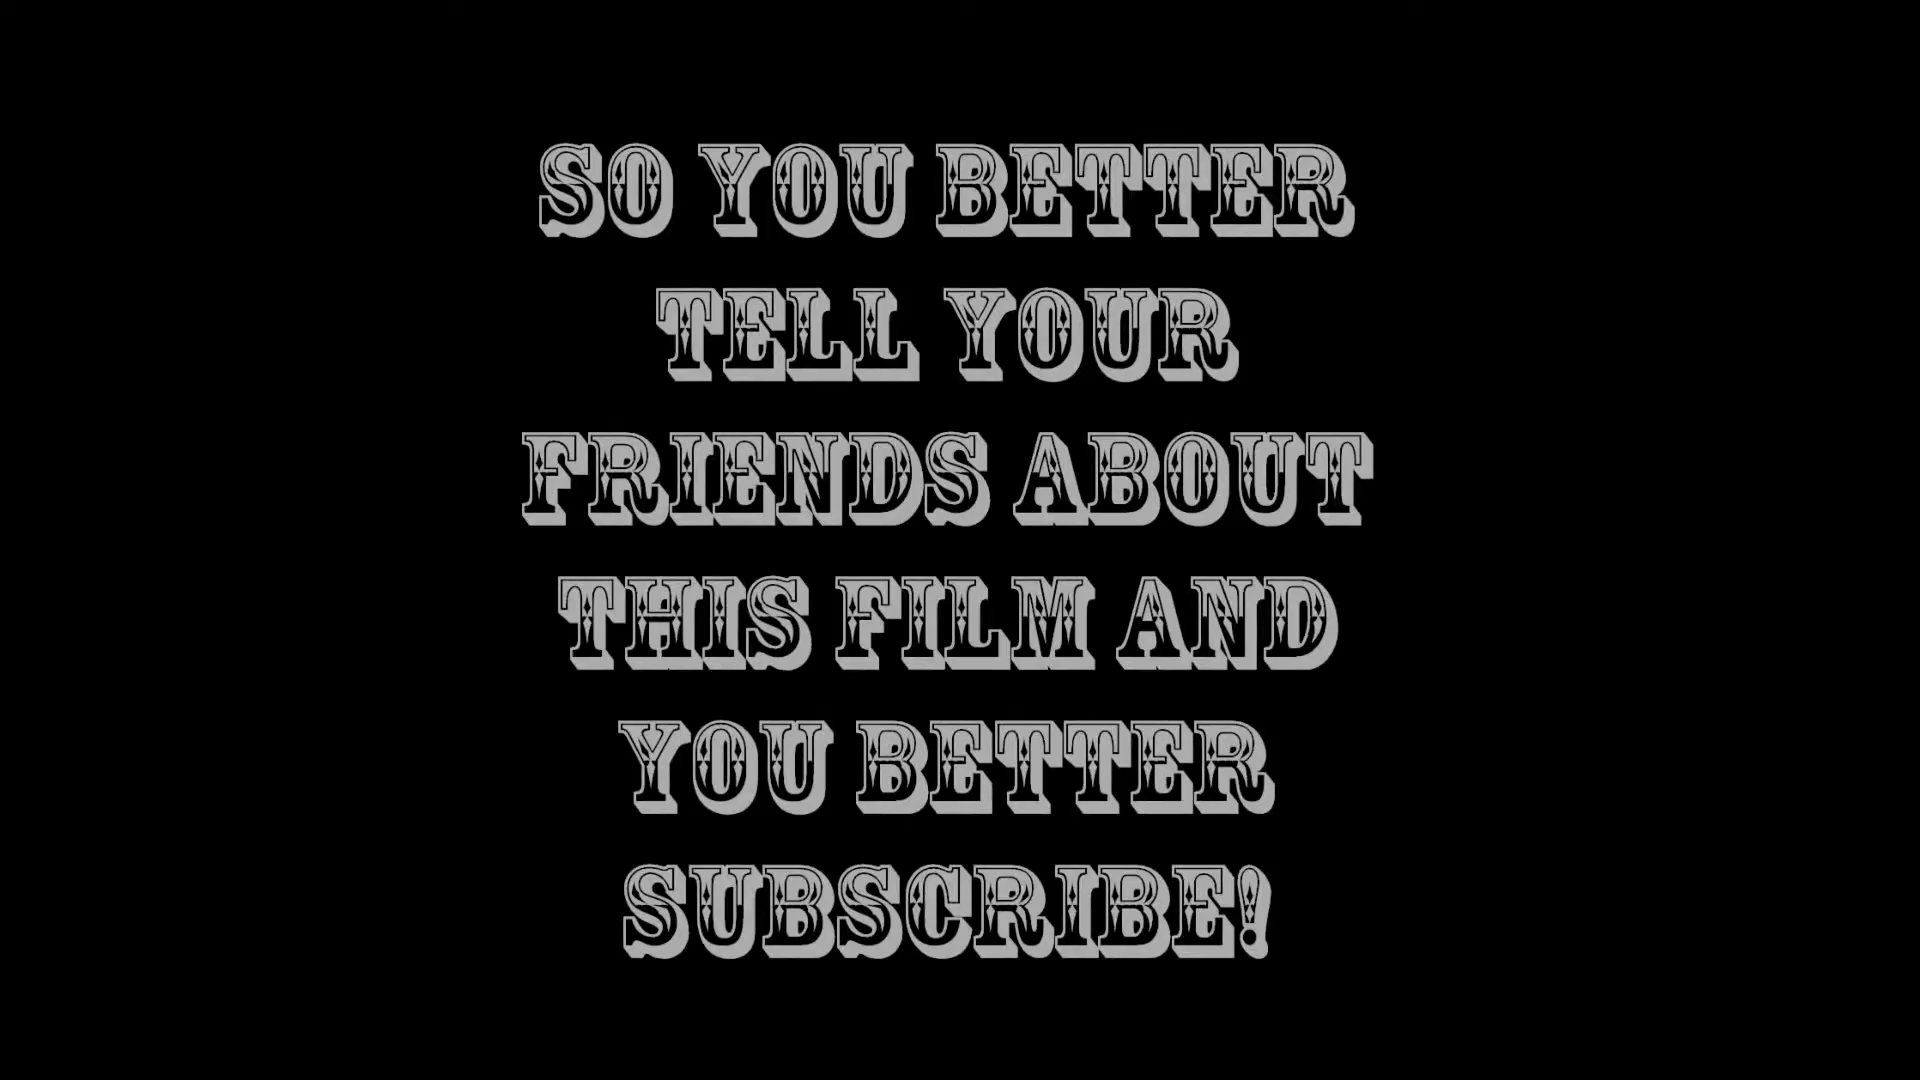 SO YOU BETTER
TELL YOUR
FRIENDS ABOUT
THIS FILM AND
YOU BETTER
SUBSCRIBE!